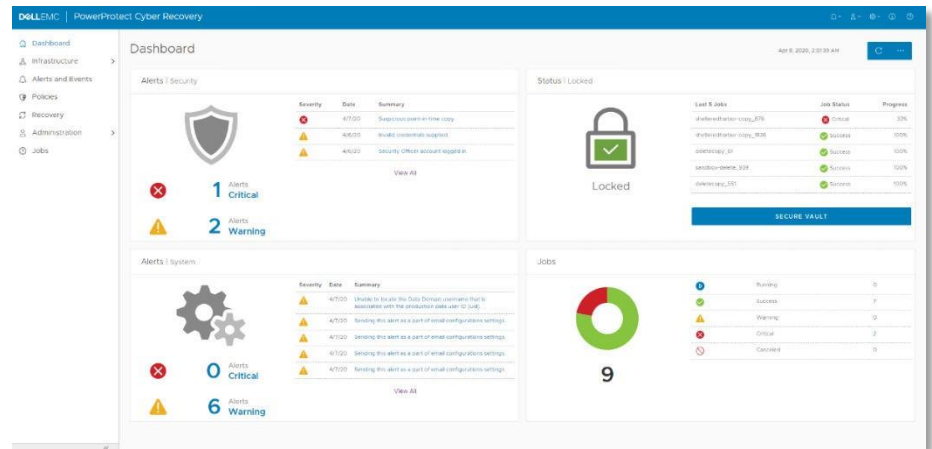 DELLEMC | PowerProtect Cyber Recovery
Dashboard
Infrastructure
Alerts and Events
Policies
Recovery
Administration
Jobs
Dashboard
Apr 8, 2020, 2:01:33 AM
Alerts | Security
Severity Date Summary
4/7/20 Suspicious point in time copy
4/6/20 Invalid credentials supplied
4/6/20 Security Officer account logged in
View All
1 Alerts Critical
2 Alerts Warning
Status | Locked
Locked
Last 5 Jobs Job Status Progress
Critical 33%
Success 100%
Success 100%
Success 100%
Success 100%
SECURE VAULT
Alerts | System
Severity Date Summary
4/7/20 Unable to locate the Data Domain username that is
associated with the production data user ID (uid).
4/7/20 Sending this alert as a part of email configurations settings.
4/7/20 Sending this alert as a part of email configurations settings.
4/7/20 Sending this alert as a part of email configurations settings.
4/7/20 Sending this alert as a part of email configurations settings.
View All
0 Alerts Critical
6 Alerts Warning
Jobs
9
Running 0
Success 7
Warning 0
Critical 2
Canceled 0